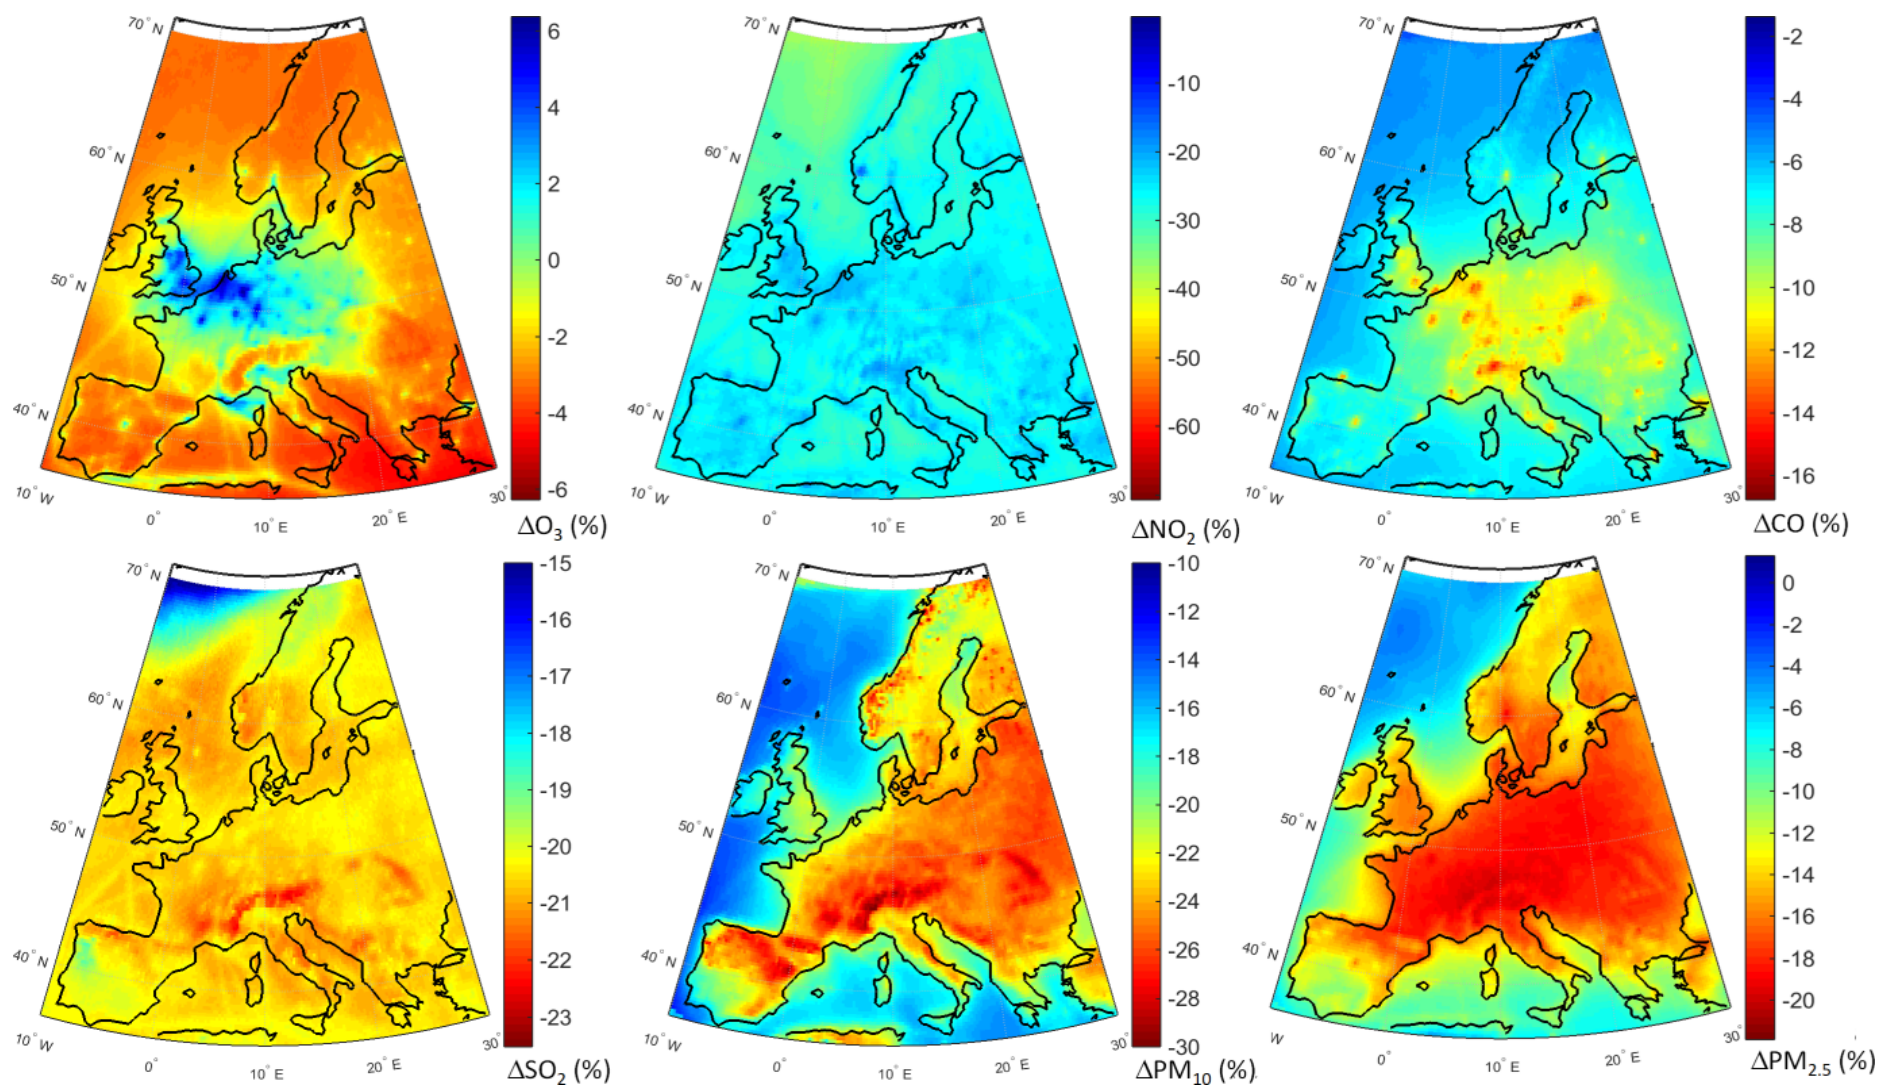 70° N
60° N
50° N
40° N
10° W
0°
10° E
20° E
30°
6
4
2
0
-2
-4
-6
ΔO3 (%)
-10
-20
-30
-40
-50
-60
70° N
60° N
50° N
40° N
10° W
0°
10° E
20° E
30°
ΔNO2 (%)
-2
-4
-6
-8
-10
-12
-14
-16
70° N
60° N
50° N
40° N
10° W
0°
10° E
20° E
30°
ΔCO (%)
70° N
60° N
50° N
40° N
10° W
0°
10° E
20° E
30°
-15
-16
-17
-18
-19
-20
-21
-22
-23
ΔSO2 (%)
70° N
60° N
50° N
40° N
10° W
0°
10° E
20° E
30°
-10
-12
-14
-16
-18
-20
-22
-24
-26
-28
-30
ΔPM10 (%)
70° N
60° N
50° N
40° N
W
0°
10° E
20° E
30°
0
-2
-4
-6
-8
-10
-12
-14
-16
-18
-20
ΔPM2.5 (%)